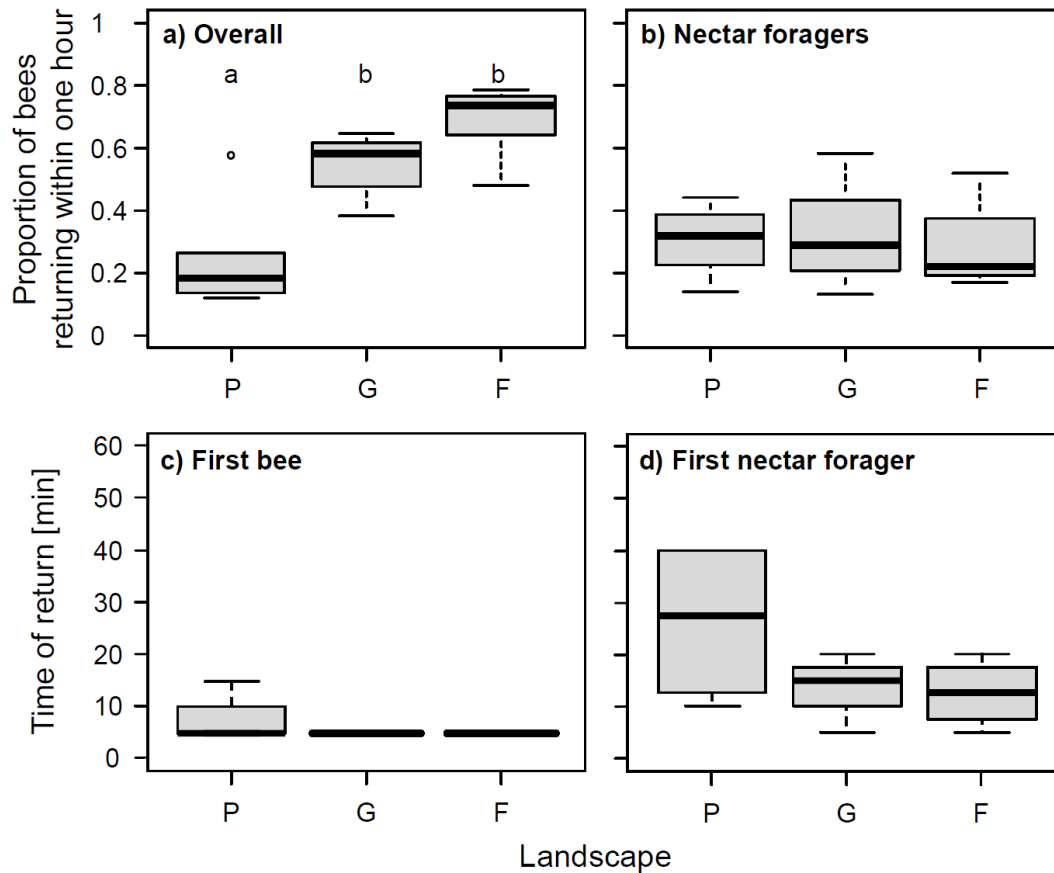 Proportion of bees
returning within one hour
1
0.8
0.6
0.4
0.2
0
a) Overall
a b b
P G F
b) Nectar foragers
P G F
Time of return [min]
60
50
40
30
20
10
0
c) First bee
P G F
d) First nectar forager
P G F
Landscape